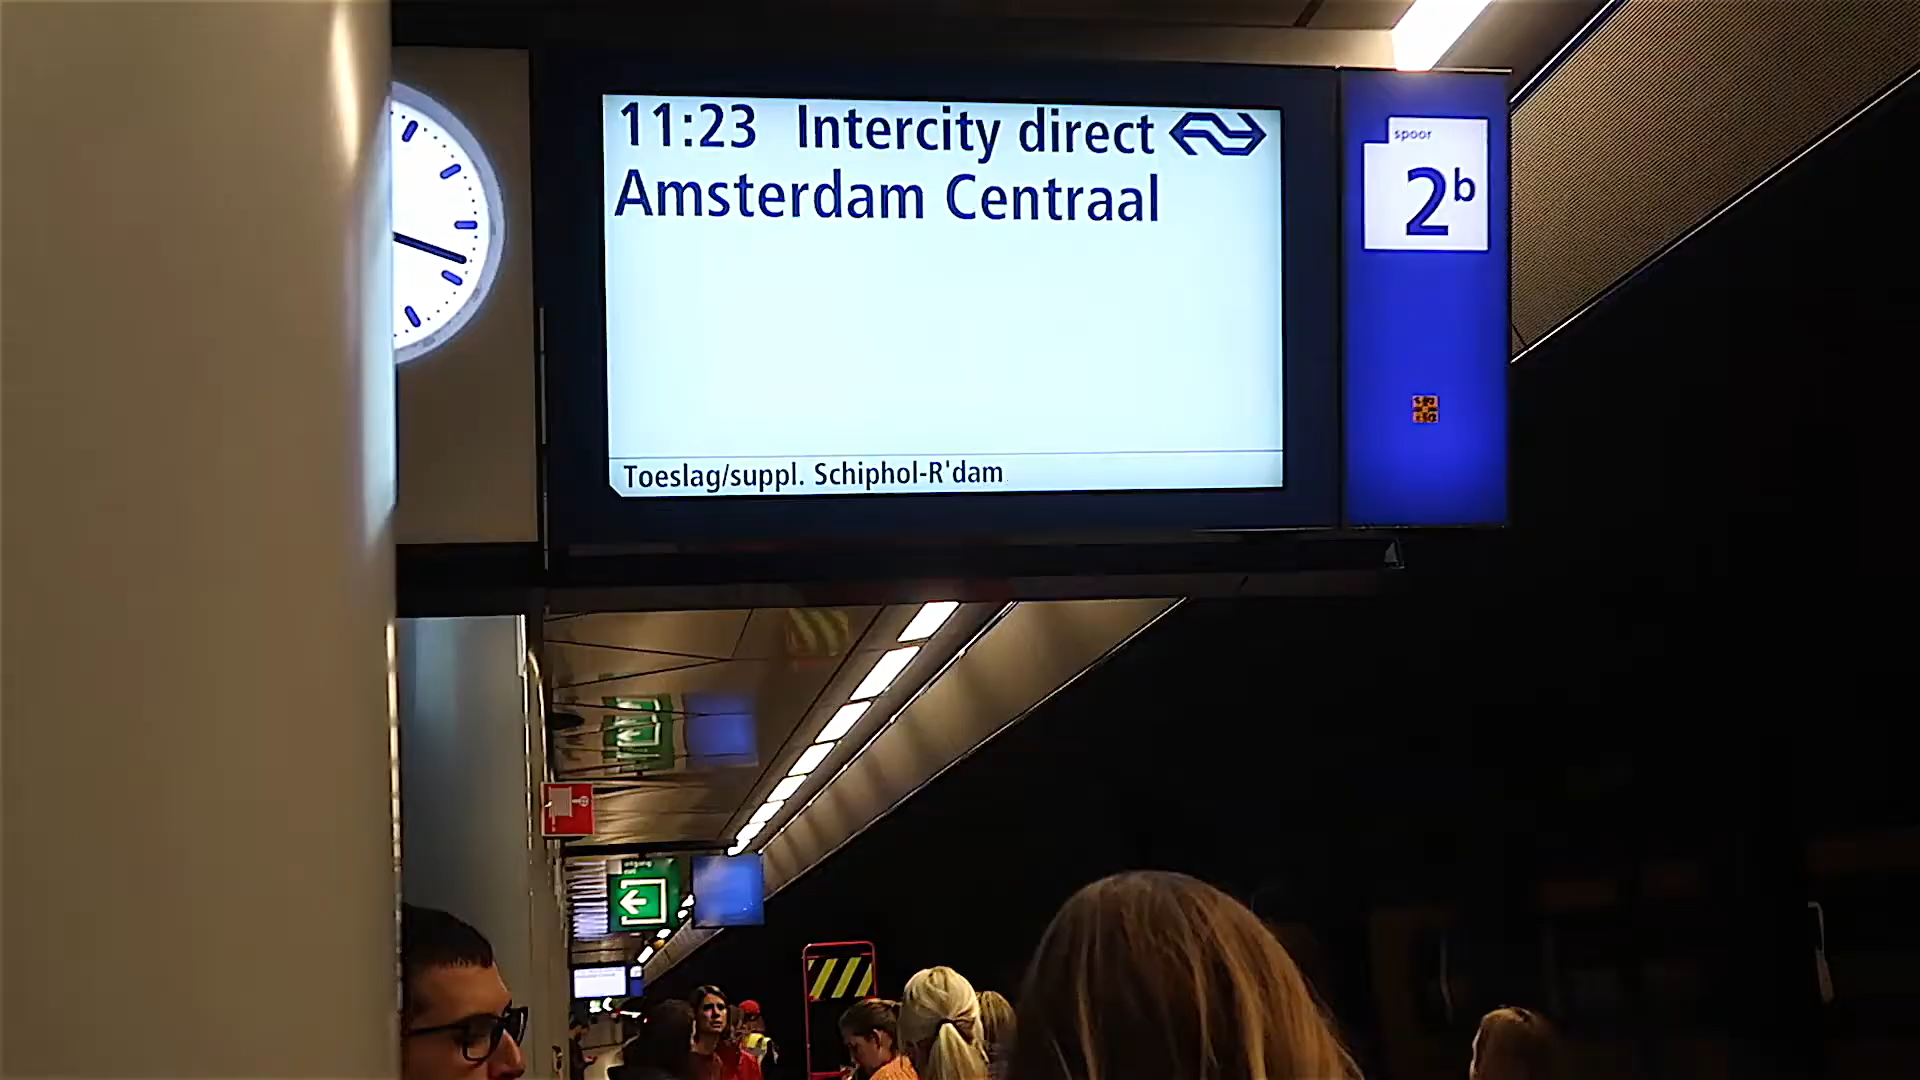 11:23 Intercity direct
Amsterdam Centraal
Toeslag/suppl. Schiphol-R'dam
spoor
2b